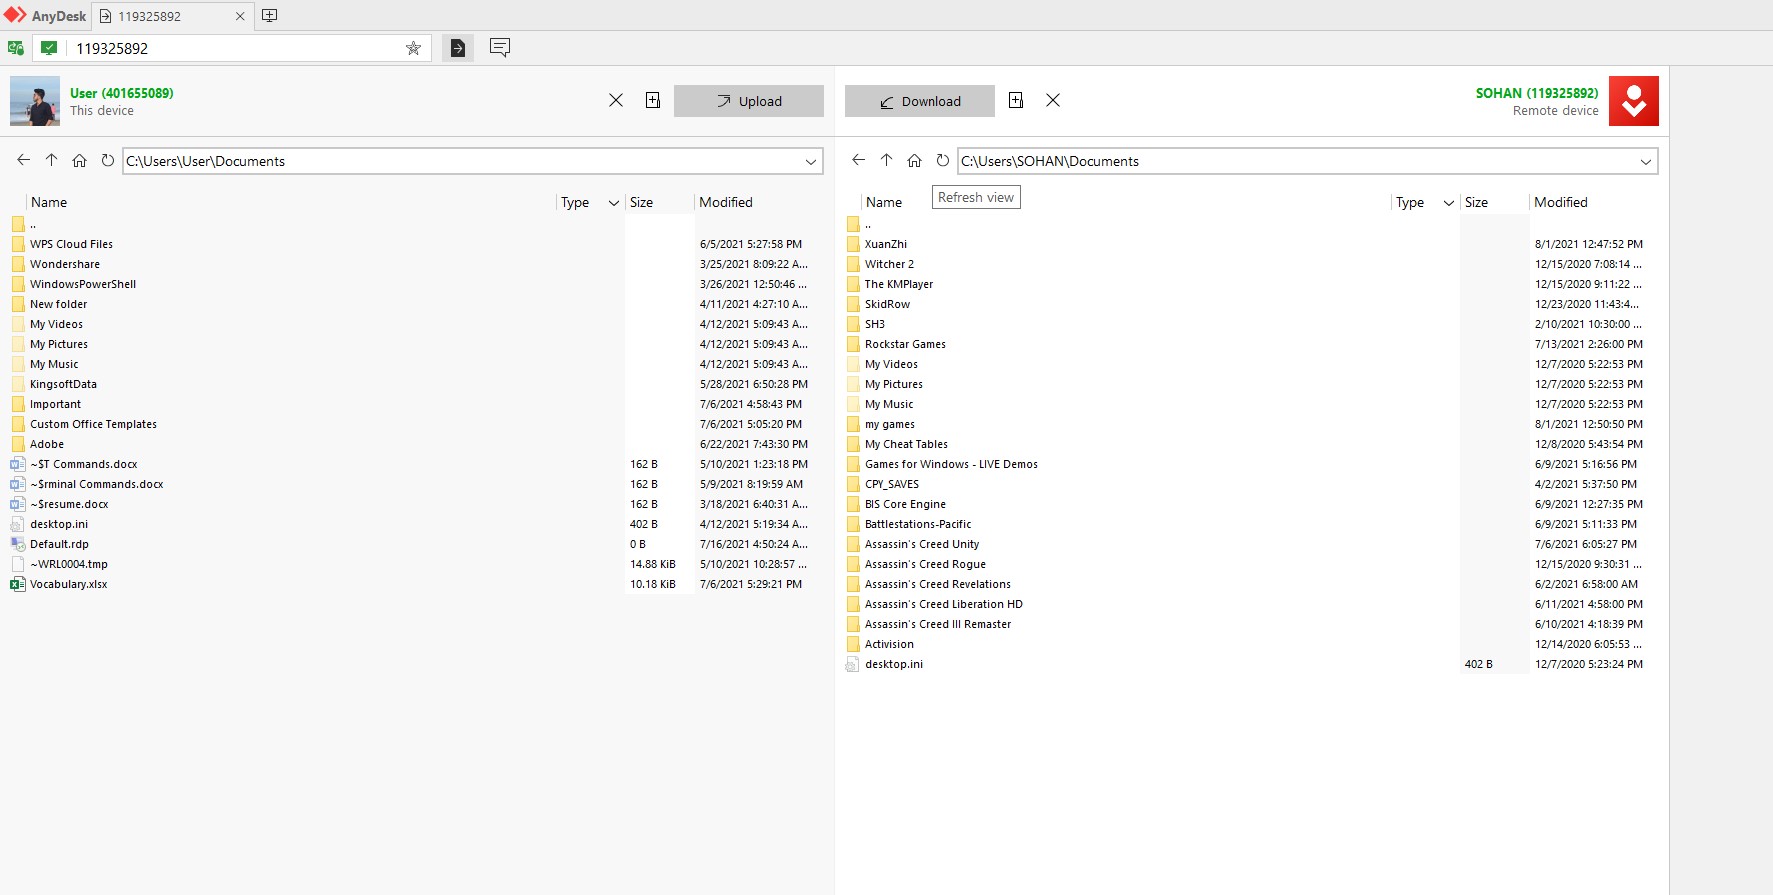 AnyDesk 119325892
119325892
User (401655089)
This device
Upload
Download
SOHAN (119325892)
Remote device
C:\Users\User\Documents
Name Type Size Modified
..
WPS Cloud Files 6/5/2021 5:27:58 PM
Wondershare 3/25/2021 8:09:22 A...
WindowsPowerShell 3/26/2021 12:50:46 ...
New folder 4/11/2021 4:27:10 A...
My Videos 4/12/2021 5:09:43 A...
My Pictures 4/12/2021 5:09:43 A...
My Music 4/12/2021 5:09:43 A...
KingsoftData 5/28/2021 6:50:28 PM
Important 7/6/2021 4:58:43 PM
Custom Office Templates 7/6/2021 5:05:20 PM
Adobe 6/22/2021 7:43:30 PM
~$T Commands.docx 162 B 5/10/2021 1:23:18 PM
~$rminal Commands.docx 162 B 5/9/2021 8:19:59 AM
~$resume.docx 162 B 3/18/2021 6:40:31 A...
desktop.ini 402 B 4/12/2021 5:19:34 A...
Default.rdp 0 B 7/16/2021 4:50:24 A...
~WRL0004.tmp 14.88 KiB 5/10/2021 10:28:57 ...
Vocabulary.xlsx 10.18 KiB 7/6/2021 5:29:21 PM
C:\Users\SOHAN\Documents
Refresh view
Name Type Size Modified
..
XuanZhi 8/1/2021 12:47:52 PM
Witcher 2 12/15/2020 7:08:14 ...
The KMPlayer 12/15/2020 9:11:22 ...
SkidRow 12/23/2020 11:43:4...
SH3 2/10/2021 10:30:00 ...
Rockstar Games 7/13/2021 2:26:00 PM
My Videos 12/7/2020 5:22:53 PM
My Pictures 12/7/2020 5:22:53 PM
My Music 12/7/2020 5:22:53 PM
my games 8/1/2021 12:50:50 PM
My Cheat Tables 12/8/2020 5:43:54 PM
Games for Windows - LIVE Demos 6/9/2021 5:16:56 PM
CPY_SAVES 4/2/2021 5:37:50 PM
BIS Core Engine 6/9/2021 12:27:35 PM
Battlestations-Pacific 6/9/2021 5:11:33 PM
Assassin's Creed Unity 7/6/2021 6:05:27 PM
Assassin's Creed Rogue 12/15/2020 9:30:31 ...
Assassin's Creed Revelations 6/2/2021 6:58:00 AM
Assassin's Creed Liberation HD 6/11/2021 4:58:00 PM
Assassin's Creed III Remaster 6/10/2021 4:18:39 PM
Activision 12/14/2020 6:05:53 ...
desktop.ini 402 B 12/7/2020 5:23:24 PM